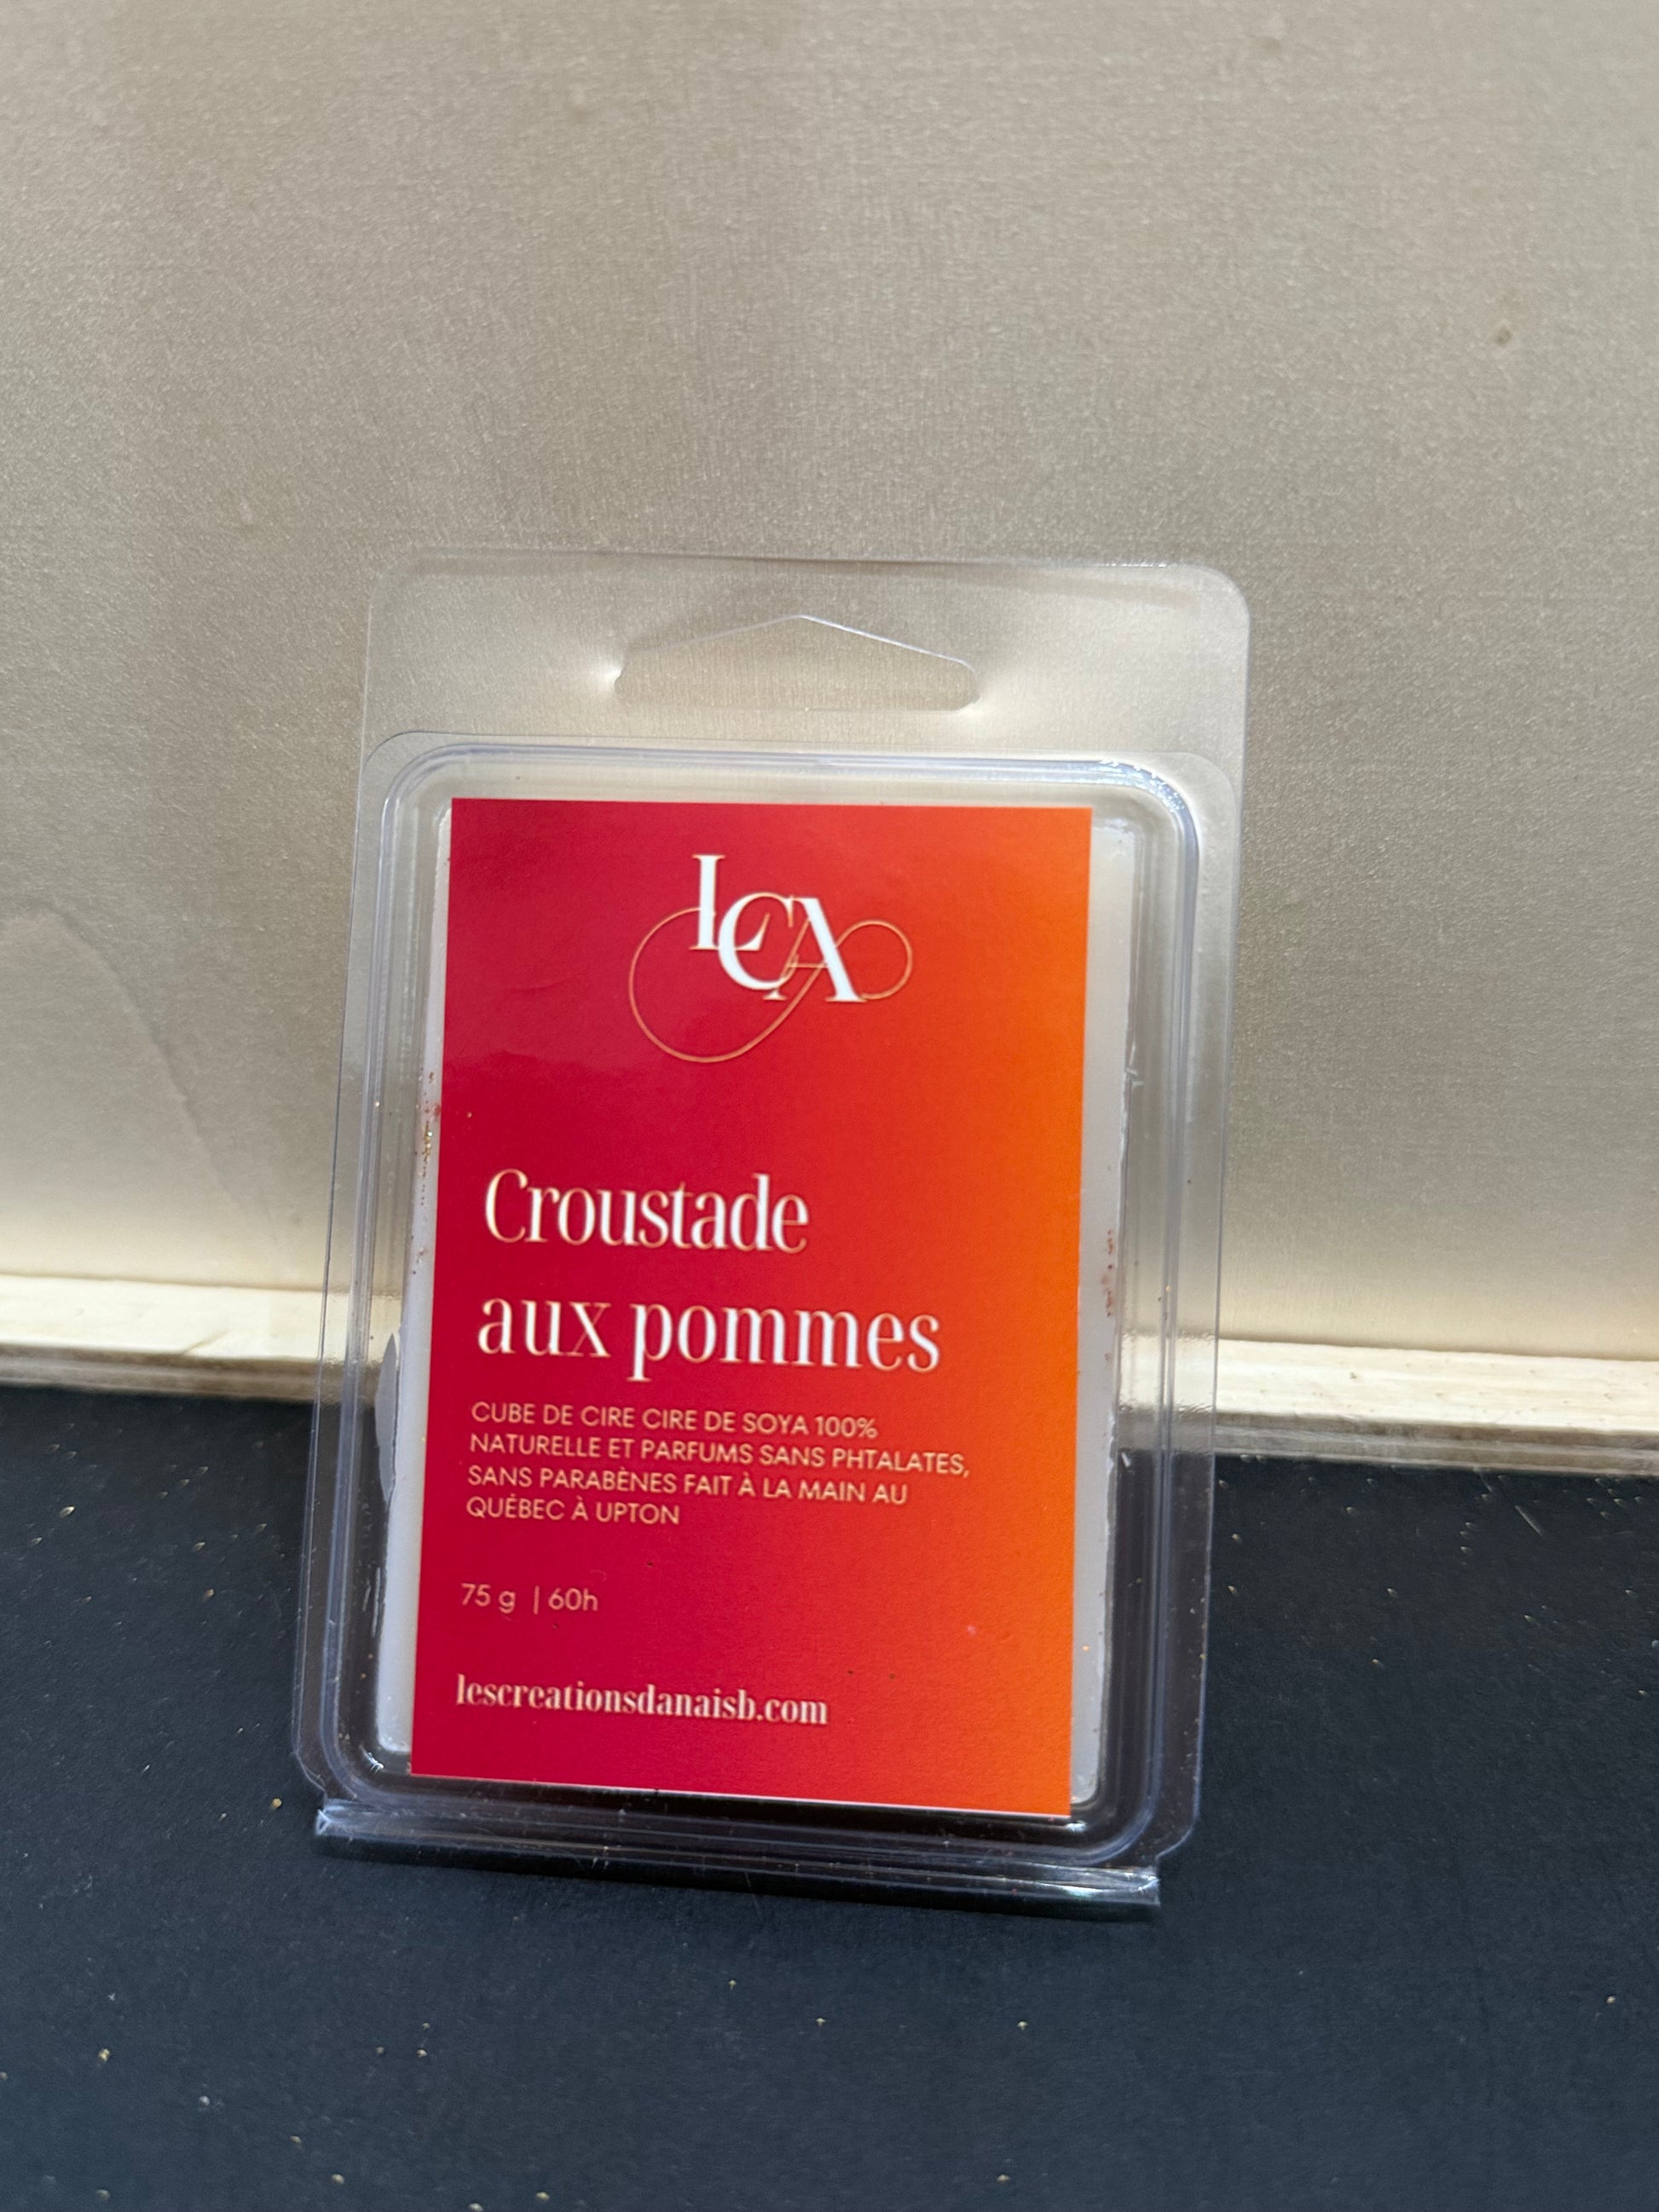 LCA
Croustade
aux pommes
CUBE DE CIRE CIRE DE SOYA 100%
NATURELLE ET PARFUMS SANS PHTALATES,
SANS PARABÈNES FAIT À LA MAIN AU
QUÉBEC À UPTON
75 g | 60h
lescreationsdanaisb.com